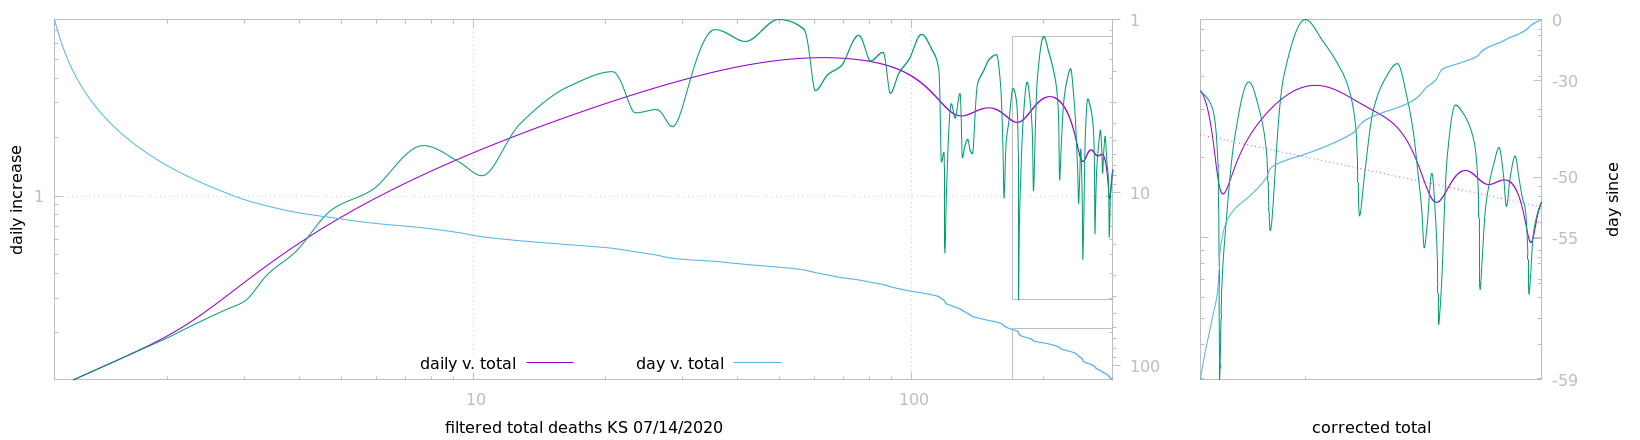 daily increase
1
daily v. total
day v. total
10
100
filtered total deaths KS 07/14/2020
1
10
100
0
-30
-50
-55
-59
day since
corrected total